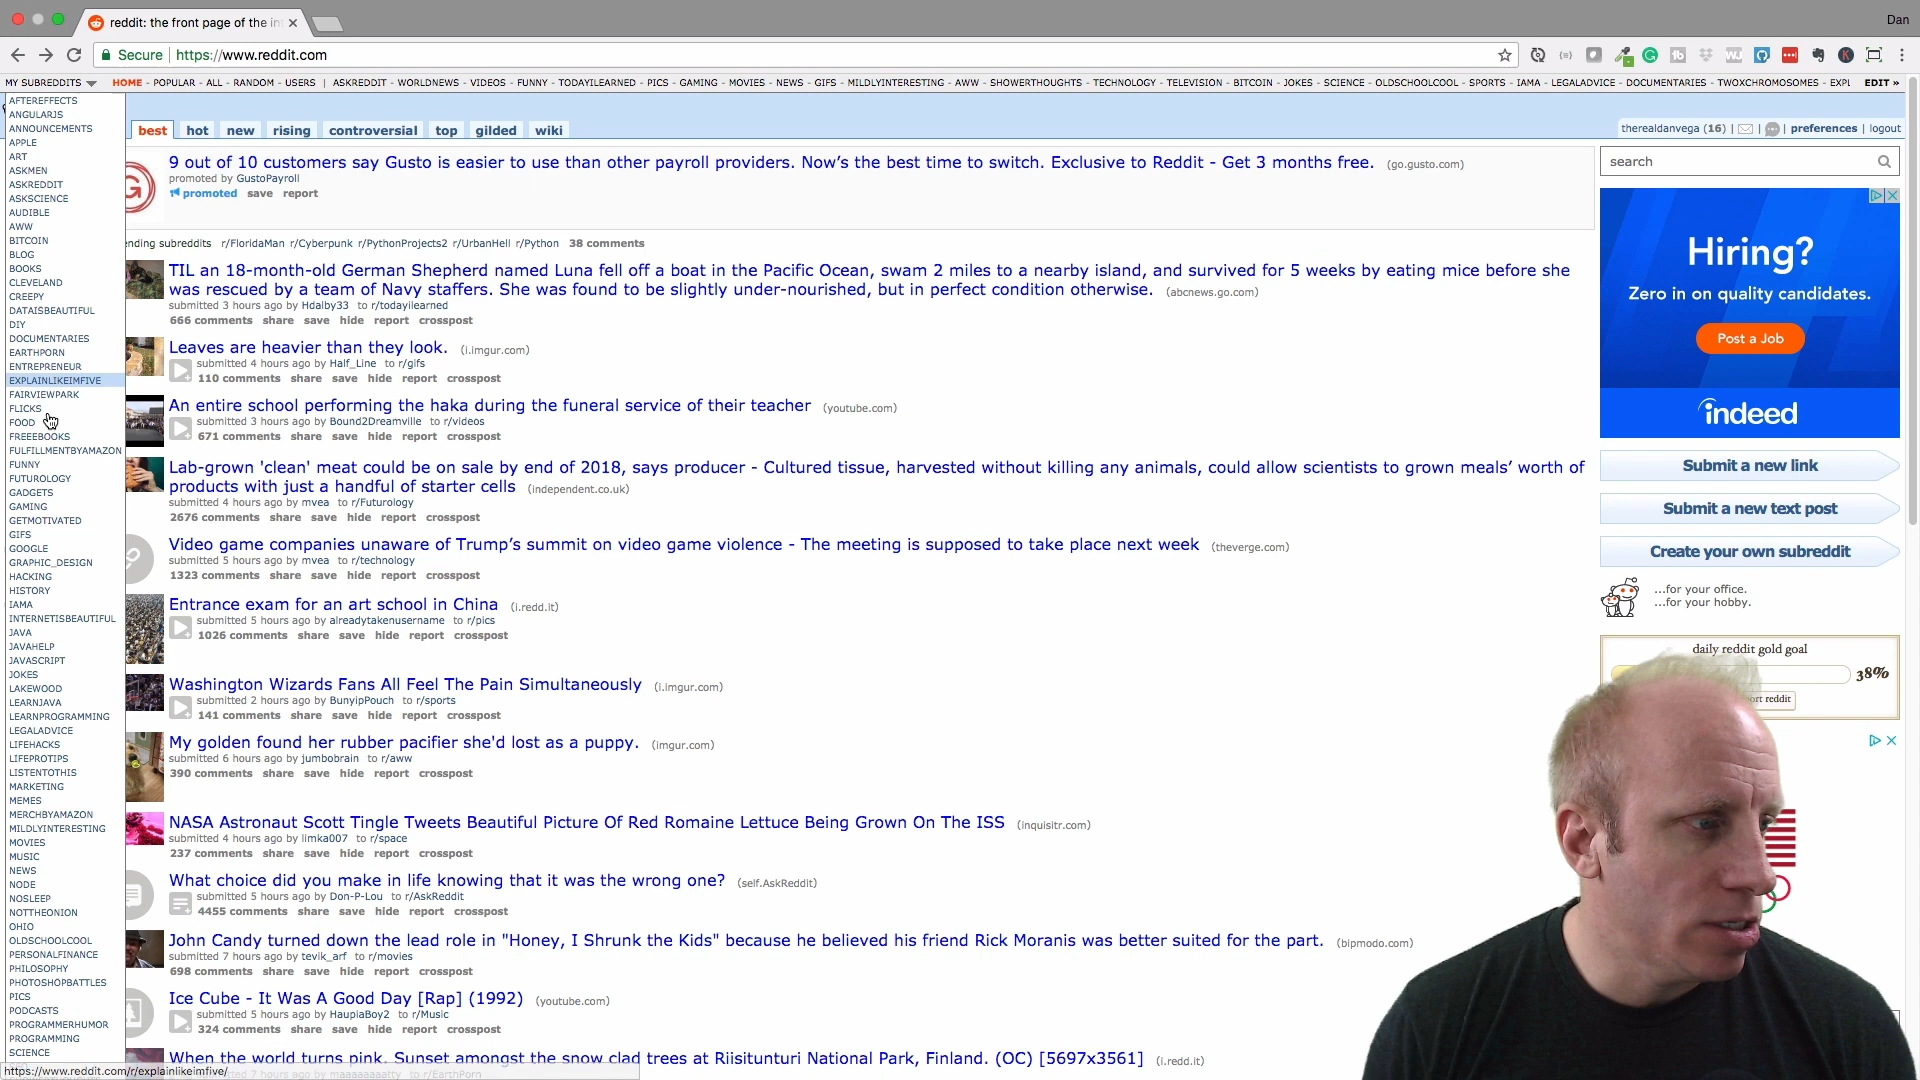 reddit: the front page of the in
Dan
Secure
https://www.reddit.com
MY SUBREDDITS
HOME - POPULAR - ALL - RANDOM - USERS | ASKREDDIT - WORLDNEWS - VIDEOS - FUNNY - TODAYILEARNED - PICS - GAMING - MOVIES - NEWS - GIFS - MILDLYINTERESTING - AWW - SHOWERTHOUGHTS - TECHNOLOGY - TELEVISION - BITCOIN - JOKES - SCIENCE - OLDSCHOOLCOOL - SPORTS - IAMA - LEGALADVICE - DOCUMENTARIES - TWOXCHROMOSOMES - EXPL
EDIT »
AFTEREFFECTS
ANGULARJS
ANNOUNCEMENTS
APPLE
ART
ASKMEN
ASKREDDIT
ASKSCIENCE
AUDIBLE
AWW
BITCOIN
BLOG
BOOKS
CLEVELAND
CREEPY
DATAISBEAUTIFUL
DIY
DOCUMENTARIES
EARTHPORN
ENTREPRENEUR
EXPLAINLIKEIMFIVE
FAIRVIEWPARK
FLICKS
FOOD
FREEEBOOKS
FULFILLMENTBYAMAZON
FUNNY
FUTUROLOGY
GADGETS
GAMING
GETMOTIVATED
GIFS
GOOGLE
GRAPHIC_DESIGN
HACKING
HISTORY
IAMA
INTERNETISBEAUTIFUL
JAVA
JAVAHELP
JAVASCRIPT
JOKES
LAKEWOOD
LEARNJAVA
LEARNPROGRAMMING
LEGALADVICE
LIFEHACKS
LIFEPROTIPS
LISTENTOTHIS
MARKETING
MEMES
MERCHBYAMAZON
MILDLYINTERESTING
MOVIES
MUSIC
NEWS
NODE
NOSLEEP
NOTTHEONION
OHIO
OLDSCHOOLCOOL
PERSONALFINANCE
PHILOSOPHY
PHOTOSHOPBATTLES
PICS
PODCASTS
PROGRAMMERHUMOR
PROGRAMMING
SCIENCE
https://www.reddit.com/r/explainlikeimfive/
best hot new rising controversial top gilded wiki
therealdanvega (16) | | | preferences | logout
9 out of 10 customers say Gusto is easier to use than other payroll providers. Now’s the best time to switch. Exclusive to Reddit - Get 3 months free. (go.gusto.com)
promoted by GustoPayroll
promoted save report
ending subreddits r/FloridaMan r/Cyberpunk r/PythonProjects2 r/UrbanHell r/Python 38 comments
TIL an 18-month-old German Shepherd named Luna fell off a boat in the Pacific Ocean, swam 2 miles to a nearby island, and survived for 5 weeks by eating mice before she
was rescued by a team of Navy staffers. She was found to be slightly under-nourished, but in perfect condition otherwise. (abcnews.go.com)
submitted 3 hours ago by Hdalby33 to r/todayilearned
666 comments share save hide report crosspost
Leaves are heavier than they look. (i.imgur.com)
submitted 4 hours ago by Half_Line to r/gifs
110 comments share save hide report crosspost
An entire school performing the haka during the funeral service of their teacher (youtube.com)
submitted 3 hours ago by Bound2Dreamville to r/videos
671 comments share save hide report crosspost
Lab-grown 'clean' meat could be on sale by end of 2018, says producer - Cultured tissue, harvested without killing any animals, could allow scientists to grown meals’ worth of
products with just a handful of starter cells (independent.co.uk)
submitted 4 hours ago by mvea to r/Futurology
2676 comments share save hide report crosspost
Video game companies unaware of Trump’s summit on video game violence - The meeting is supposed to take place next week (theverge.com)
submitted 5 hours ago by mvea to r/technology
1323 comments share save hide report crosspost
Entrance exam for an art school in China (i.redd.it)
submitted 5 hours ago by alreadytakenusername to r/pics
1026 comments share save hide report crosspost
Washington Wizards Fans All Feel The Pain Simultaneously (i.imgur.com)
submitted 2 hours ago by BunyipPouch to r/sports
141 comments share save hide report crosspost
My golden found her rubber pacifier she'd lost as a puppy. (imgur.com)
submitted 6 hours ago by jumbobrain to r/aww
390 comments share save hide report crosspost
NASA Astronaut Scott Tingle Tweets Beautiful Picture Of Red Romaine Lettuce Being Grown On The ISS (inquisitr.com)
submitted 4 hours ago by limka007 to r/space
237 comments share save hide report crosspost
What choice did you make in life knowing that it was the wrong one? (self.AskReddit)
submitted 5 hours ago by Don-P-Lou to r/AskReddit
4455 comments share save hide report crosspost
John Candy turned down the lead role in "Honey, I Shrunk the Kids" because he believed his friend Rick Moranis was better suited for the part. (bipmodo.com)
submitted 7 hours ago by tevik_arf to r/movies
698 comments share save hide report crosspost
Ice Cube - It Was A Good Day [Rap] (1992) (youtube.com)
submitted 5 hours ago by HaupiaBoy2 to r/Music
324 comments share save hide report crosspost
When the world turns pink. Sunset amongst the snow clad trees at Riisitunturi National Park, Finland. (OC) [5697x3561] (i.redd.it)
to r/EarthPorn
search
Hiring?
Zero in on quality candidates.
Post a Job
indeed
Submit a new link
Submit a new text post
Create your own subreddit
...for your office.
...for your hobby.
daily reddit gold goal
38%
ort reddit